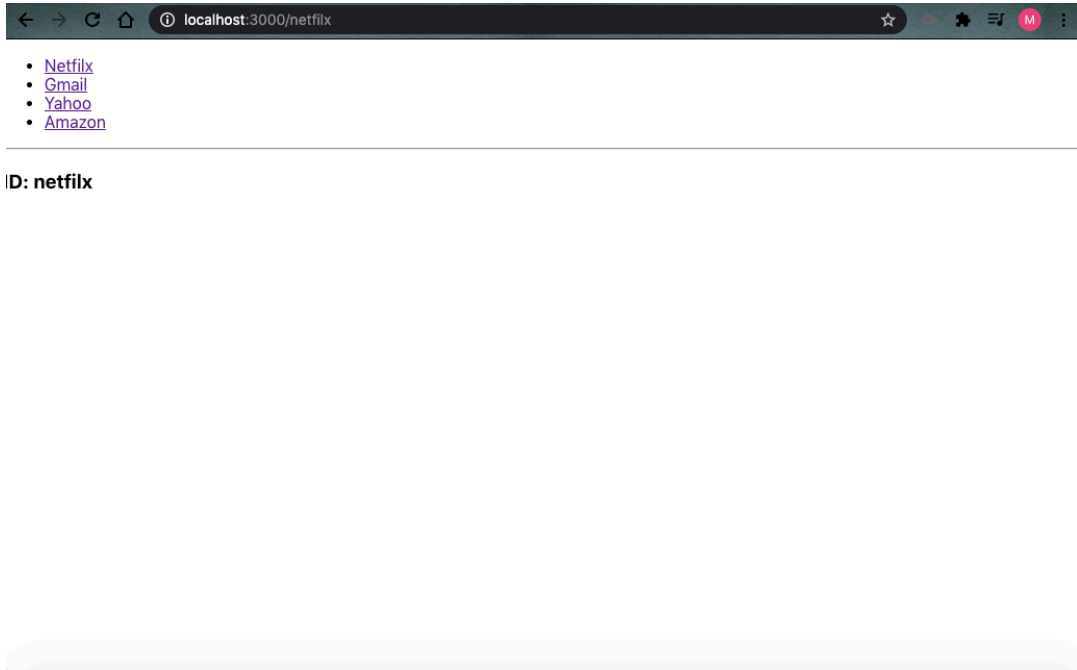 localhost:3000/netfilx
M
Netfilx
Gmail
Yahoo
Amazon
ID: netfilx